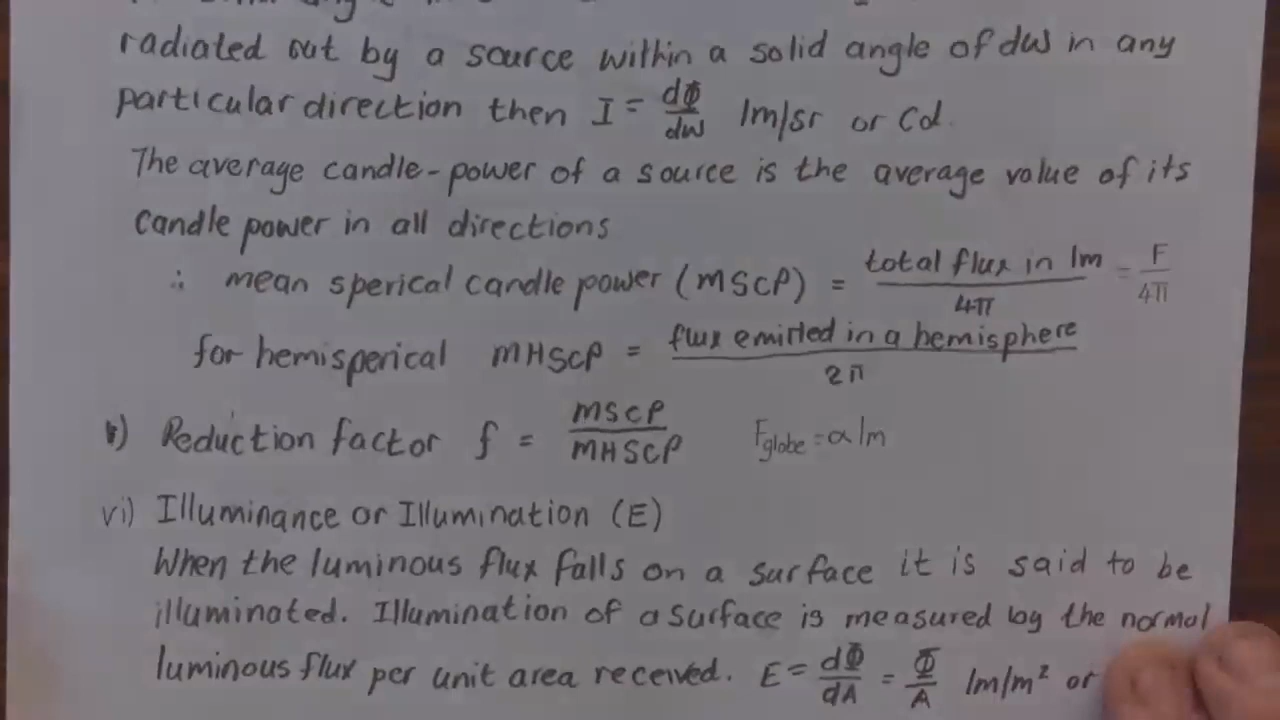 radiated out by a source within a solid angle of dω in any
particular direction then I = dΦ/dω lm/sr or Cd.
The average candle-power of a source is the average value of its
candle power in all directions
∴ mean sperical candle power (MSCP) = total flux in lm / 4π = F/4π
for hemisperical MHSCP = flux emitted in a hemisphere / 2π
v) Reduction factor f = MSCP/MHSCP F globe = α lm
vi) Illuminance or Illumination (E)
When the luminous flux falls on a surface it is said to be
illuminated. Illumination of a surface is measured by the normal
luminous flux per unit area received. E = dΦ/dA = Φ/A lm/m² or